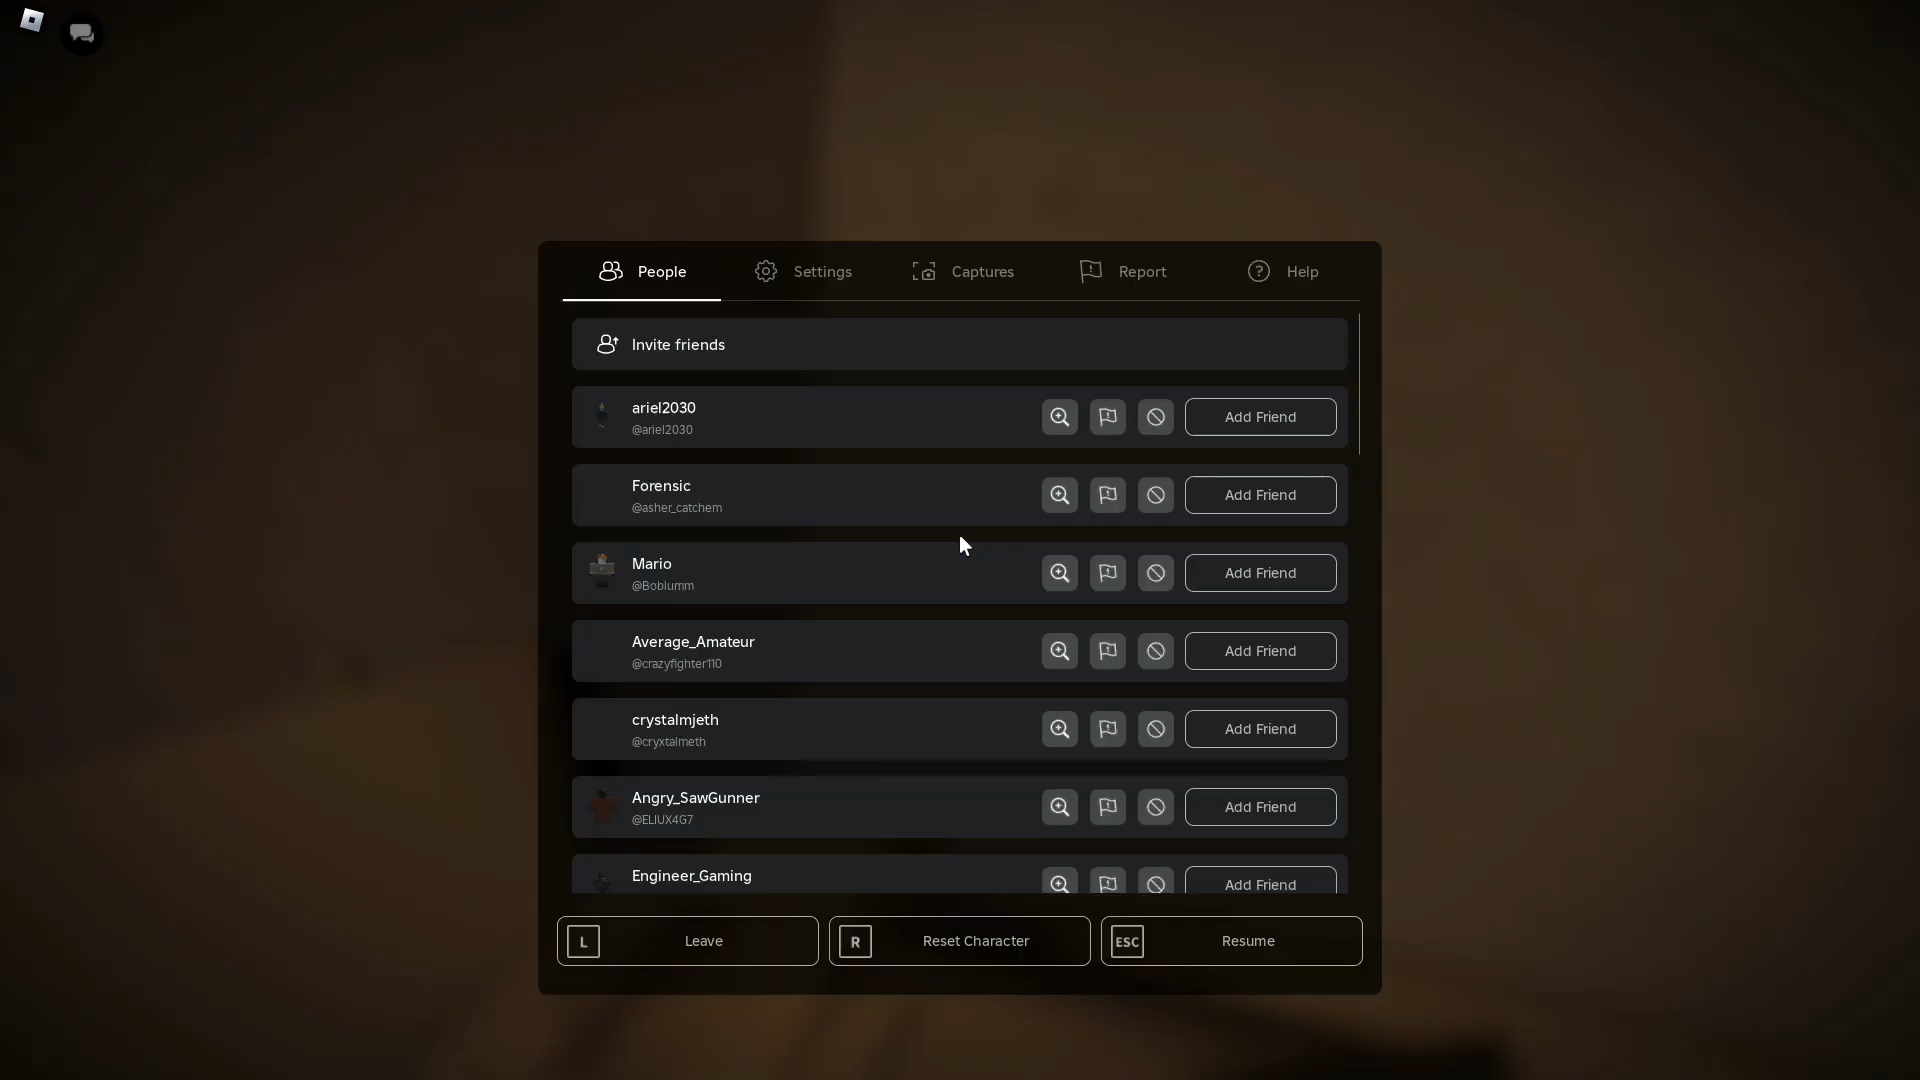 People
Settings
Captures
Report
Help
Invite friends
ariel2030
@ariel2030
Add Friend
Forensic
@asher_catchem
Add Friend
Mario
@Boblumm
Add Friend
Average_Amateur
@crazyfighter110
Add Friend
crystalmjeth
@cryxtalmeth
Add Friend
Angry_SawGunner
@ELIUX4G7
Add Friend
Engineer_Gaming
Add Friend
L Leave
R Reset Character
ESC Resume